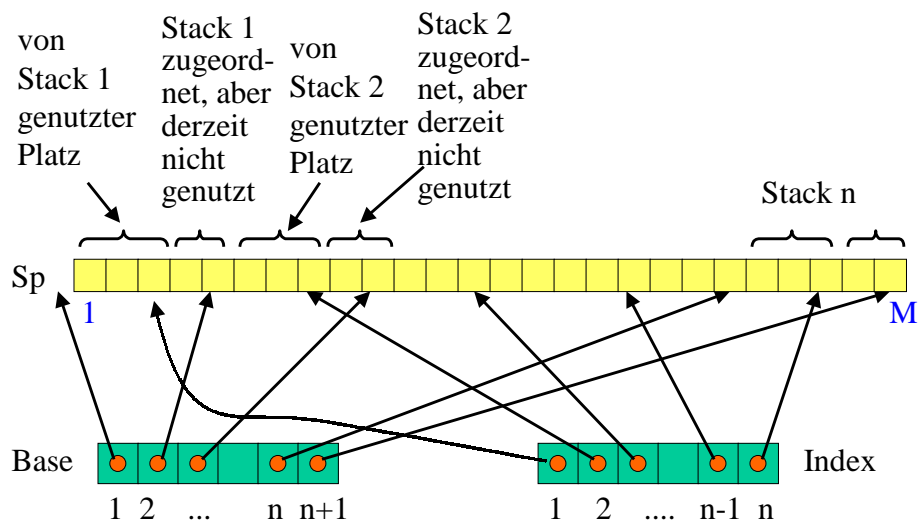 von
Stack 1
genutzter
Platz
Stack 1
zugeord-
net, aber
derzeit
nicht
genutzt
von
Stack 2
genutzter
Platz
Stack 2
zugeord-
net, aber
derzeit
nicht
genutzt
Stack n
Sp
1
M
Base
Index
1 2 ... n n+1
1 2 .... n-1 n